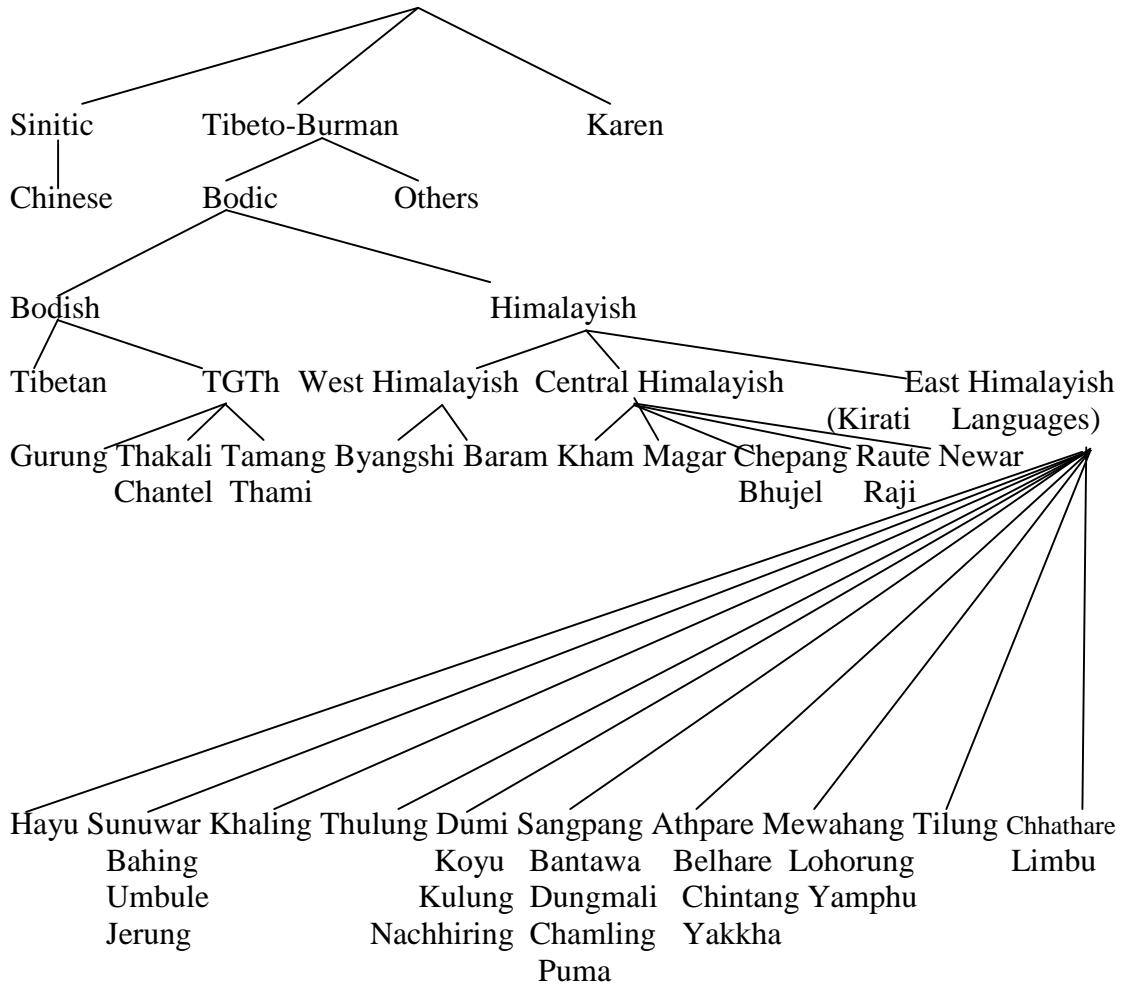 Sinitic Tibeto-Burman Karen
Chinese Bodic Others
Bodish Himalayish
Tibetan TGTh West Himalayish Central Himalayish East Himalayish
(Kirati Languages)
Gurung Thakali Tamang Byangshi Baram Kham Magar Chepang Raute Newar
Chantel Thami Bhujel Raji
Hayu Sunuwar Khaling Thulung Dumi Sangpang Athpare Mewahang Tilung Chhathare
Bahing Koyu Bantawa Belhare Lohorung Limbu
Umbule Kulung Dungmali Chintang Yamphu
Jerung Nachhiring Chamling Yakkha
Puma